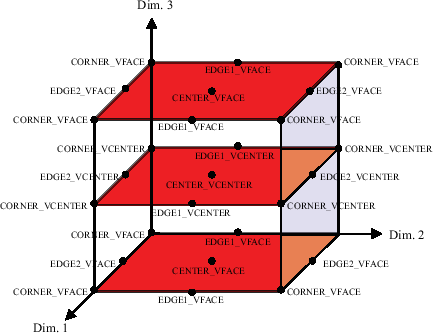 Dim. 3
CORNER_VFACE
CORNER_VFACE
EDGE1_VFACE
EDGE2_VFACE
EDGE2_VFACE
CENTER_VFACE
CORNER_VFACE
CORNER_VFACE
EDGE1_VFACE
CORNER_VCENTER
CORNER_VCENTER
EDGE1_VCENTER
EDGE2_VCENTER
EDGE2_VCENTER
CENTER_VCENTER
CORNER_VCENTER
CORNER_VCENTER
EDGE1_VCENTER
CORNER_VFACE
Dim. 2
EDGE1_VFACE
EDGE2_VFACE
EDGE2_VFACE
CENTER_VFACE
CORNER_VFACE
CORNER_VFACE
EDGE1_VFACE
Dim. 1